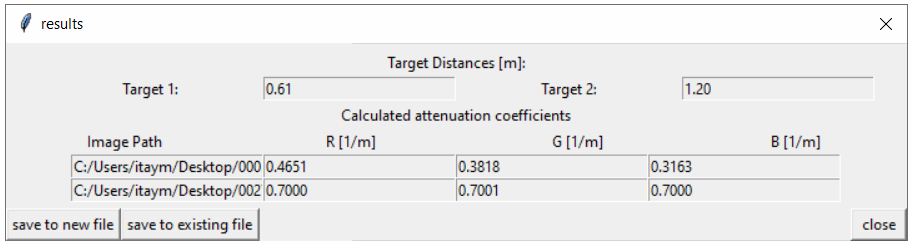 results
Target Distances [m]:
Target 1: 0.61 Target 2: 1.20
Calculated attenuation coefficients
Image Path R [1/m] G [1/m] B [1/m]
C:/Users/itaym/Desktop/000 0.4651 0.3818 0.3163
C:/Users/itaym/Desktop/002 0.7000 0.7001 0.7000
save to new file save to existing file close